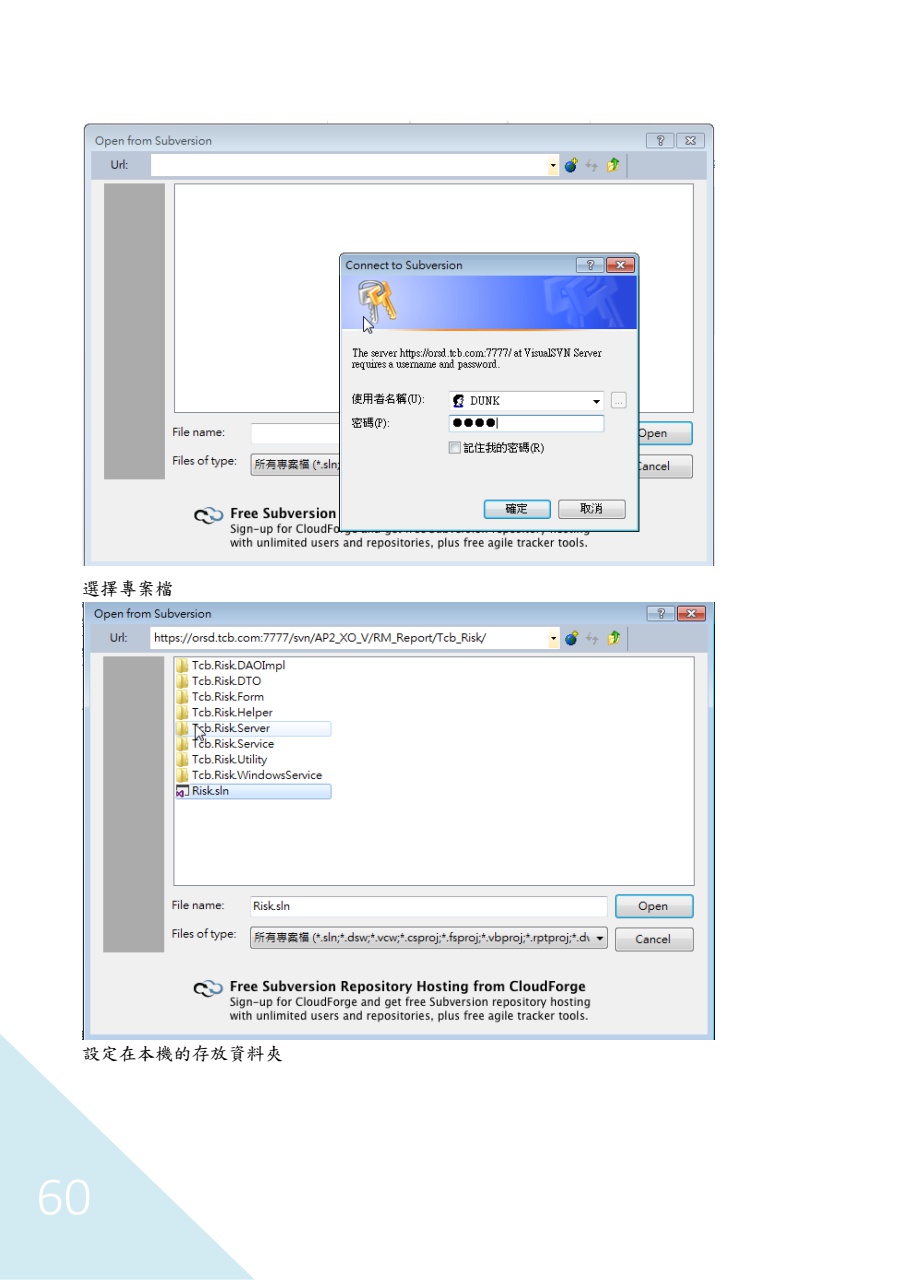 Open from Subversion
Url:
Connect to Subversion
The server https://orsd.tcb.com:7777/ at VisualSVN Server
requires a username and password.
使用者名稱(U):
DUNK
...
密碼(P):
●●●●
記住我的密碼(R)
確定
取消
File name:
Open
Files of type:
所有專案檔 (*.sln;
Cancel
Free Subversion
Sign-up for CloudFo
with unlimited users and repositories, plus free agile tracker tools.
選擇專案檔
Open from Subversion
Url:
https://orsd.tcb.com:7777/svn/AP2_XO_V/RM_Report/Tcb_Risk/
Tcb.Risk.DAOImpl
Tcb.Risk.DTO
Tcb.Risk.Form
Tcb.Risk.Helper
Tcb.Risk.Server
Tcb.Risk.Service
Tcb.Risk.Utility
Tcb.Risk.WindowsService
Risk.sln
File name:
Risk.sln
Open
Files of type:
所有專案檔 (*.sln;*.dsw;*.vcw;*.csproj;*.fsproj;*.vbproj;*.rptproj;*.d
Cancel
Free Subversion Repository Hosting from CloudForge
Sign-up for CloudForge and get free Subversion repository hosting
with unlimited users and repositories, plus free agile tracker tools.
設定在本機的存放資料夾
60